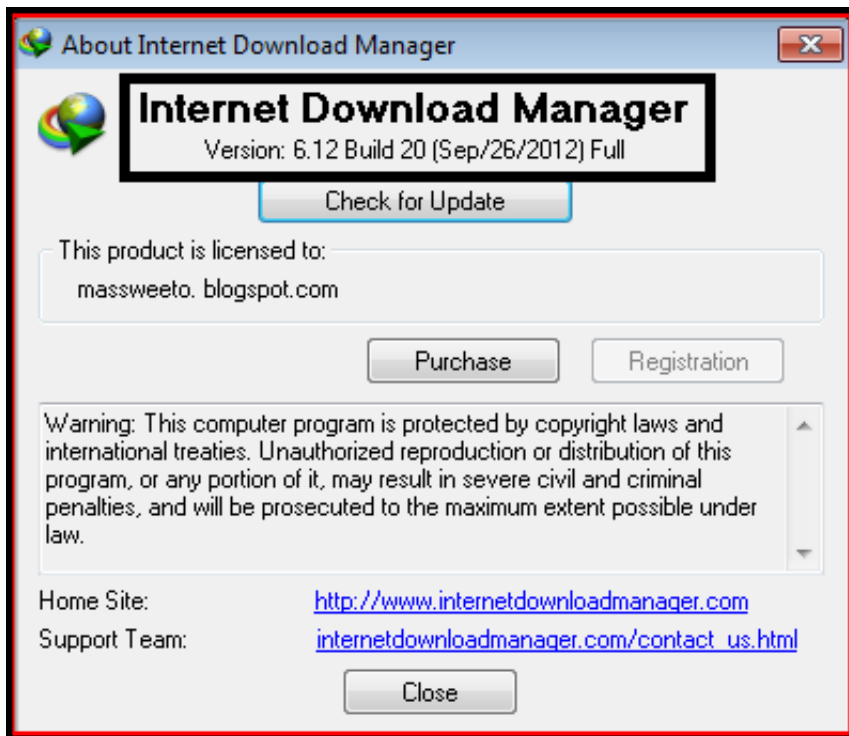 About Internet Download Manager
Internet Download Manager
Version: 6.12 Build 20 (Sep/26/2012) Full
Check for Update
This product is licensed to:
massweeto. blogspot.com
Purchase
Registration
Warning: This computer program is protected by copyright laws and
international treaties. Unauthorized reproduction or distribution of this
program, or any portion of it, may result in severe civil and criminal
penalties, and will be prosecuted to the maximum extent possible under
law.
Home Site: http://www.internetdownloadmanager.com
Support Team: internetdownloadmanager.com/contact_us.html
Close